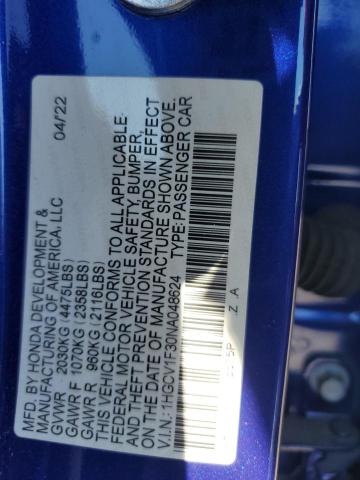 MFD. BY HONDA DEVELOPMENT &
MANUFACTURING OF AMERICA, LLC 04/22
GVWR - 2030KG (4475LBS)
GAWR F 1070KG (2358LBS)
GAWR R 960KG (2116LBS)
THIS VEHICLE CONFORMS TO ALL APPLICABLE
FEDERAL MOTOR VEHICLE SAFETY, BUMPER,
AND THEFT PREVENTION STANDARDS IN EFFECT
ON THE DATE OF MANUFACTURE SHOWN ABOVE.
V.I.N.: 1HGCV1F30NA048624 TYPE: PASSENGER CAR
Z A